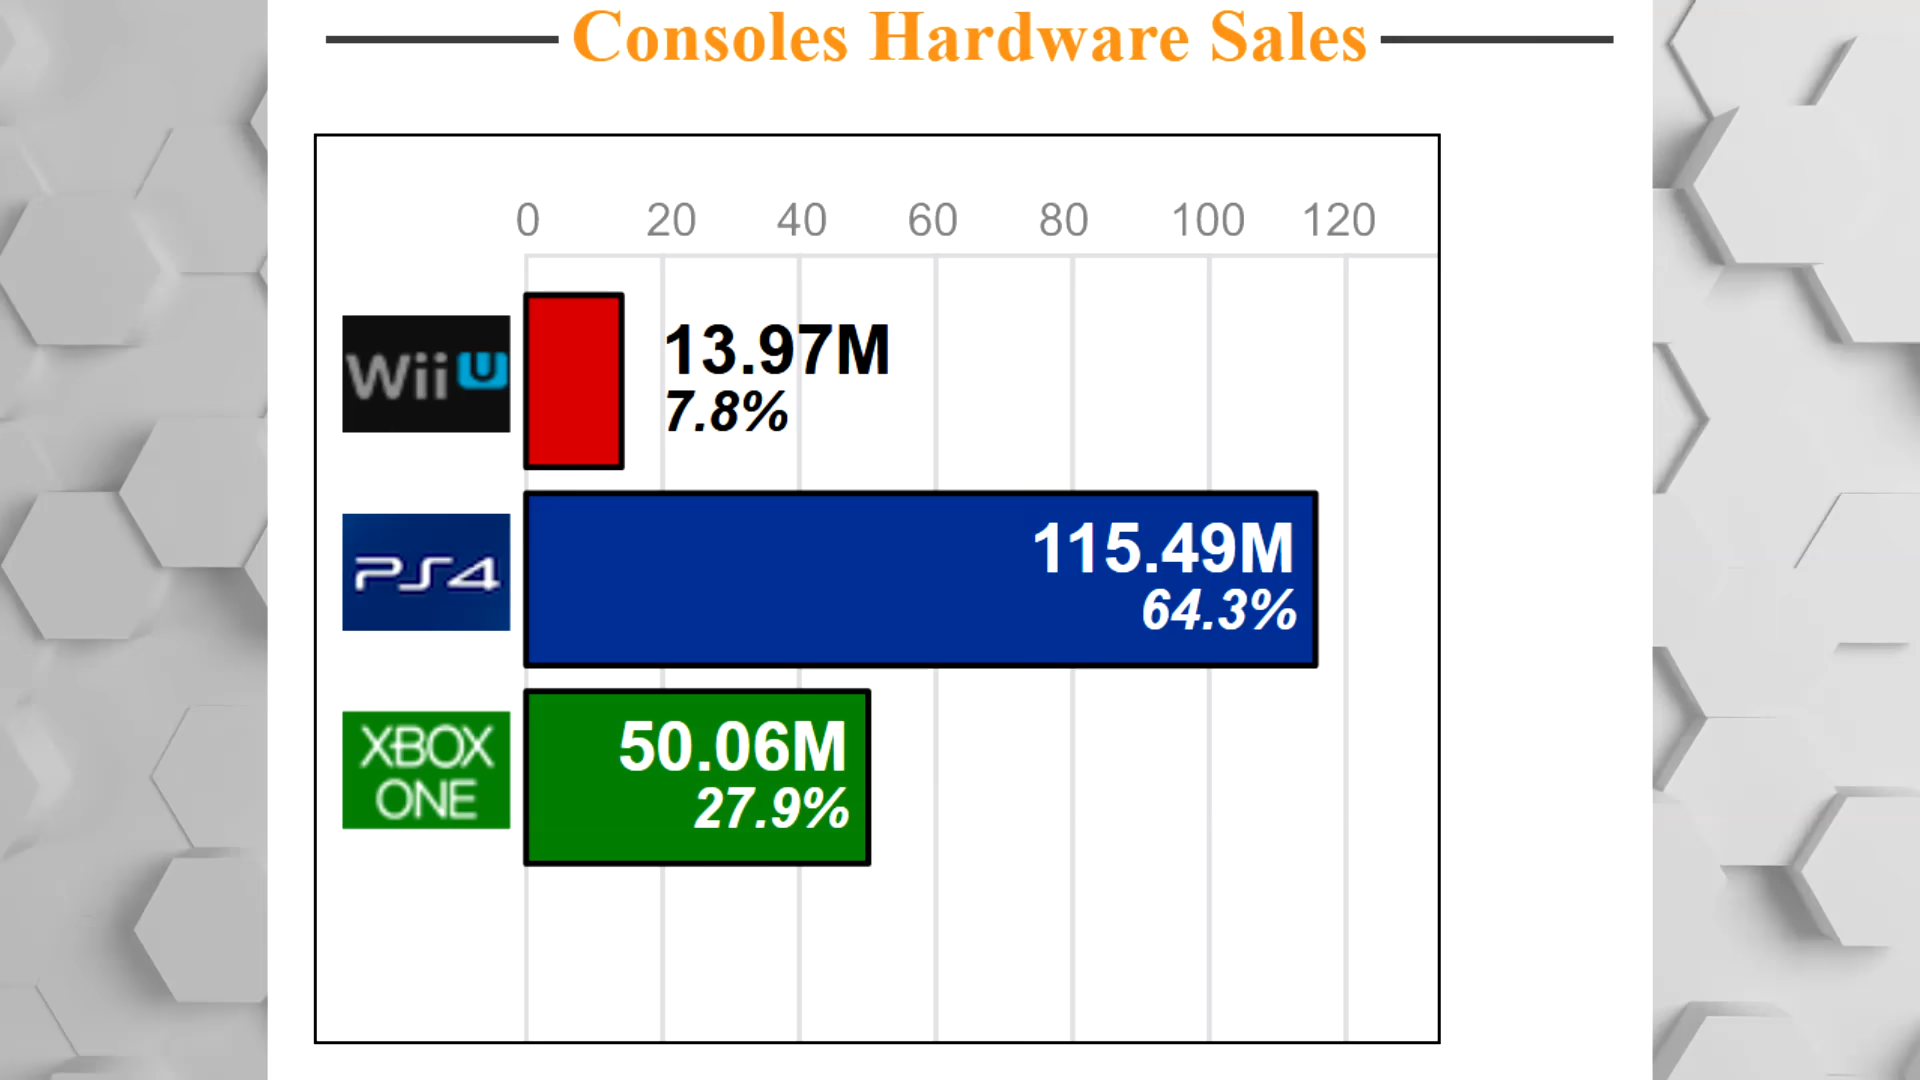 Consoles Hardware Sales
0 20 40 60 80 100 120
Wii U
13.97M
7.8%
PS4
115.49M
64.3%
XBOX
ONE
50.06M
27.9%